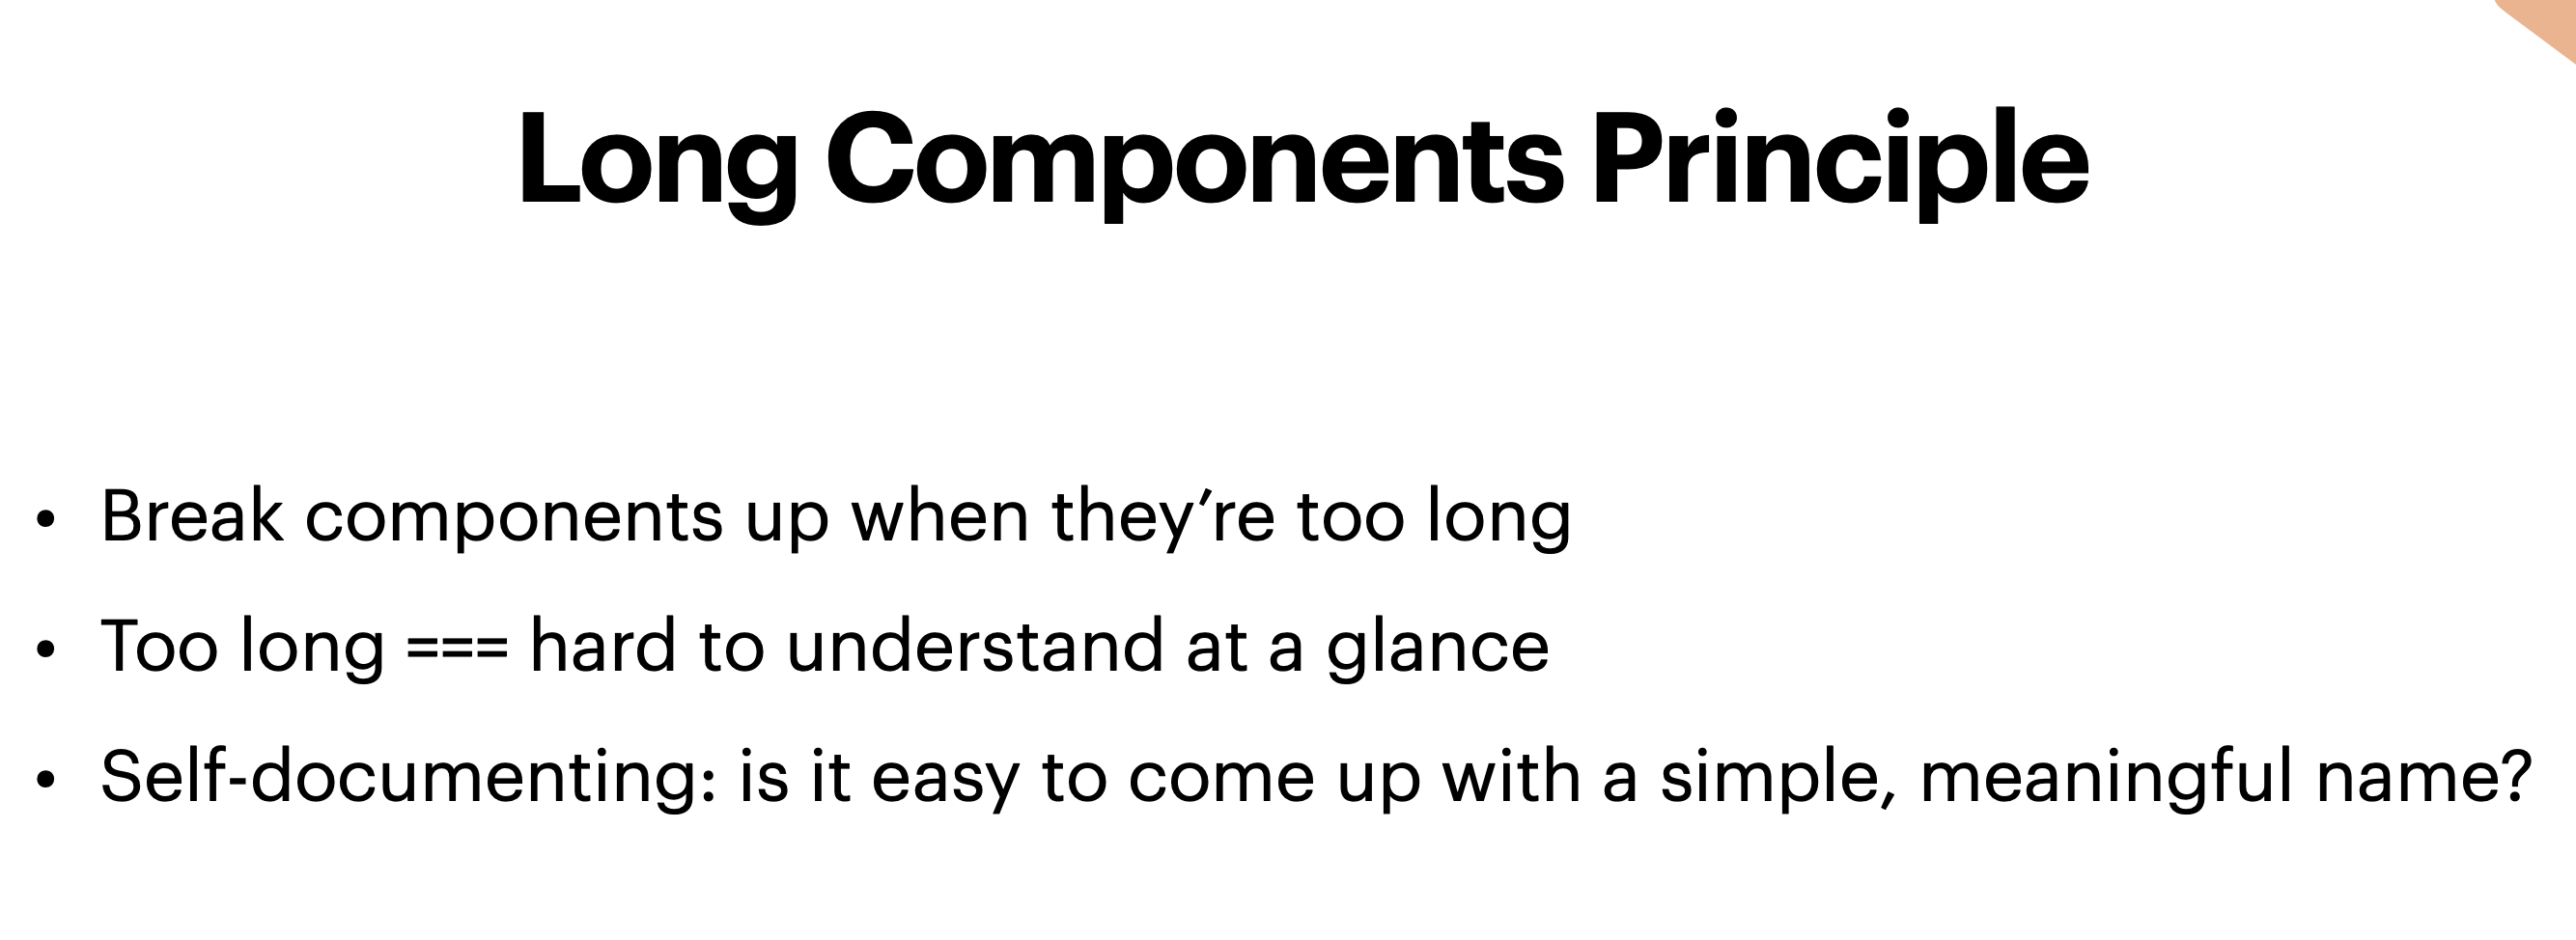 Long Components Principle
• Break components up when they’re too long
• Too long === hard to understand at a glance
• Self-documenting: is it easy to come up with a simple, meaningful name?